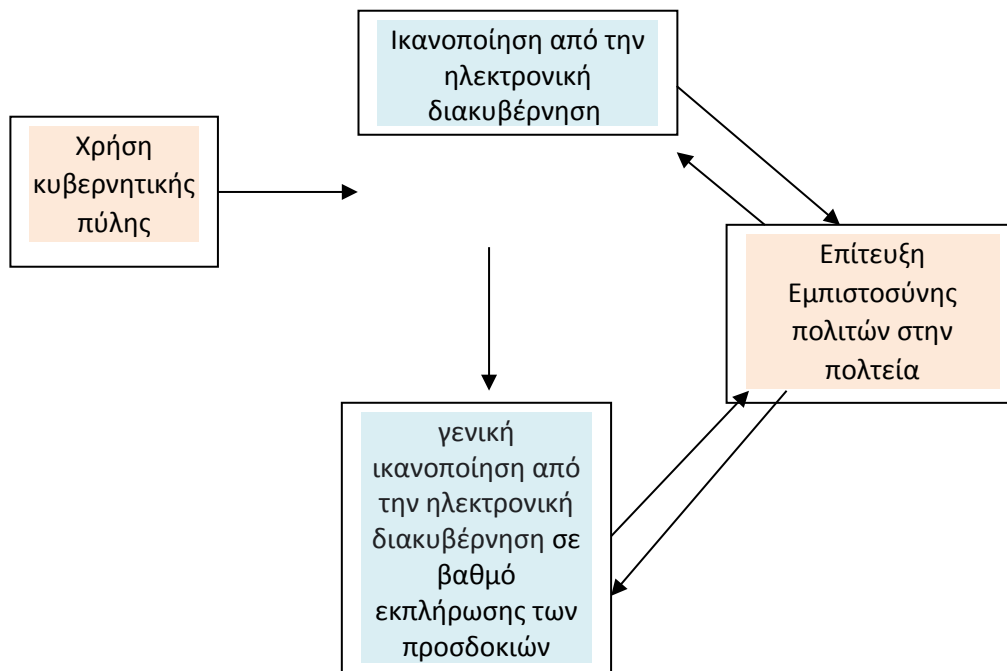 Ικανοποίηση από την
ηλεκτρονική
διακυβέρνηση
Χρήση
κυβερνητικής
πύλης
Επίτευξη
Εμπιστοσύνης
πολιτών στην
πολτεία
γενική
ικανοποίηση από
την ηλεκτρονική
διακυβέρνηση σε
βαθμό
εκπλήρωσης των
προσδοκιών